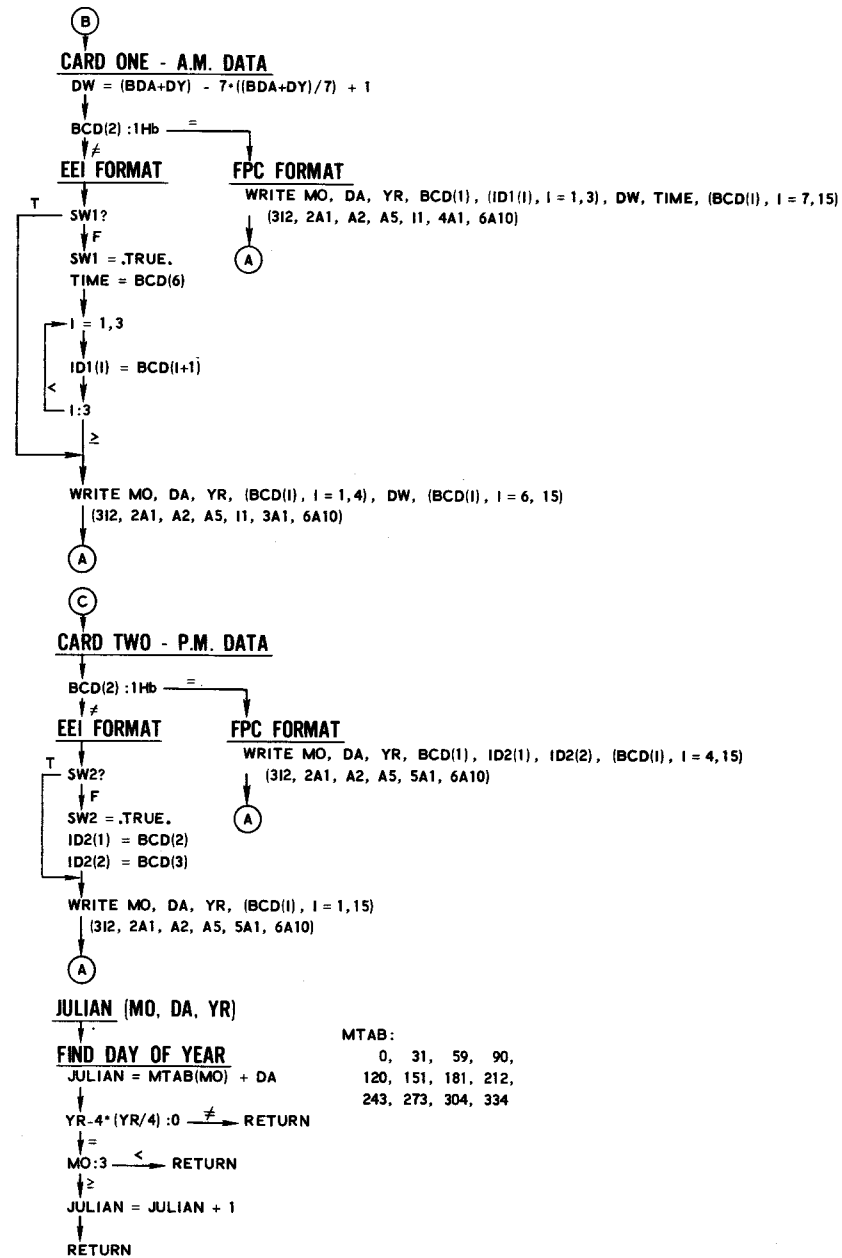 B
CARD ONE - A.M. DATA
DW = (BDA+DY) - 7*((BDA+DY)/7) + 1
BCD(2) :1Hb =
≠
EEI FORMAT FPC FORMAT
WRITE MO, DA, YR, BCD(1), (ID1(I), I = 1,3), DW, TIME, (BCD(I), I = 7,15)
(3I2, 2A1, A2, A5, I1, 4A1, 6A10)
T
SW1?
F
A
SW1 = .TRUE.
TIME = BCD(6)
I = 1,3
ID1(I) = BCD(I+1)
<
I:3
≥
WRITE MO, DA, YR, (BCD(I), I = 1,4), DW, (BCD(I), I = 6, 15)
(3I2, 2A1, A2, A5, I1, 3A1, 6A10)
A
C
CARD TWO - P.M. DATA
BCD(2) :1Hb =
≠
EEI FORMAT FPC FORMAT
WRITE MO, DA, YR, BCD(1), ID2(1), ID2(2), (BCD(I), I = 4,15)
(3I2, 2A1, A2, A5, 5A1, 6A10)
T
SW2?
F
A
SW2 = .TRUE.
ID2(1) = BCD(2)
ID2(2) = BCD(3)
WRITE MO, DA, YR, (BCD(I), I = 1,15)
(3I2, 2A1, A2, A5, 5A1, 6A10)
A
JULIAN (MO, DA, YR)
FIND DAY OF YEAR
JULIAN = MTAB(MO) + DA
YR-4*(YR/4) :0 ≠ RETURN
=
MO:3 < RETURN
≥
JULIAN = JULIAN + 1
RETURN
MTAB:
0, 31, 59, 90,
120, 151, 181, 212,
243, 273, 304, 334